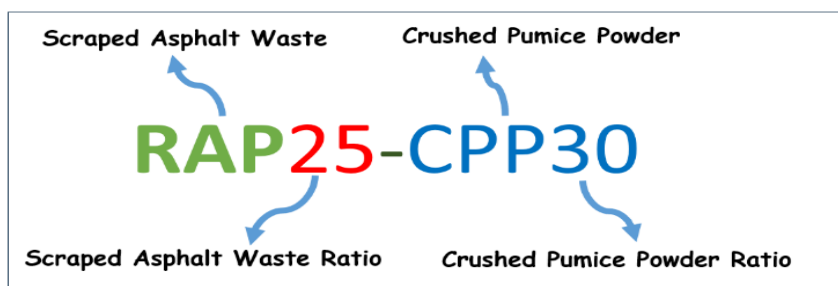 Scraped Asphalt Waste
Crushed Pumice Powder
RAP25-CPP30
Scraped Asphalt Waste Ratio
Crushed Pumice Powder Ratio